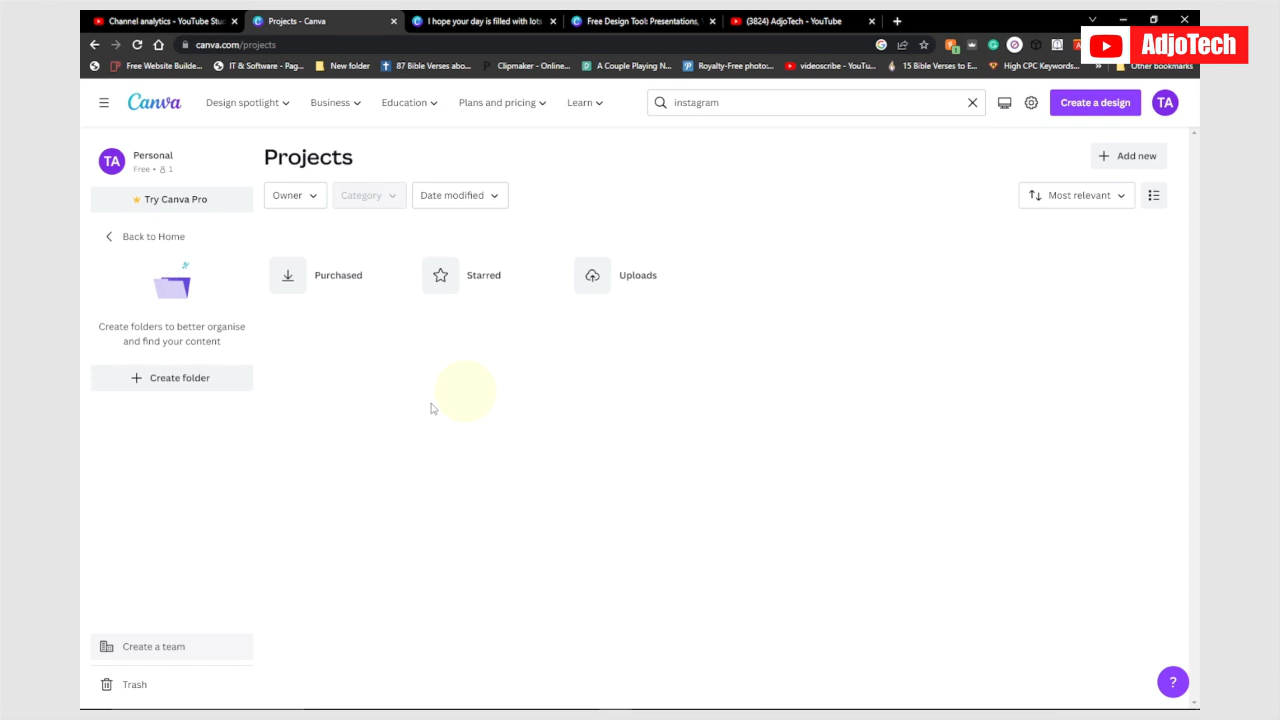 Channel analytics - YouTube Stud
Projects - Canva
I hope your day is filled with lots
Free Design Tool: Presentations, V
(3824) AdjoTech - YouTube
canva.com/projects
AdjoTech
Free Website Builde...
IT & Software - Pag...
New folder
87 Bible Verses abo...
Clipmaker - Online...
A Couple Playing N...
Royalty-Free photo...
videoscribe - YouTu...
15 Bible Verses to E...
High CPC Keywords...
»
Other bookmarks
Canva
Design spotlight
Business
Education
Plans and pricing
Learn
instagram
Create a design
TA
TA
Personal
Free • 1
Projects
Add new
Try Canva Pro
Owner
Category
Date modified
Most relevant
Back to Home
Purchased
Starred
Uploads
Create folders to better organise
and find your content
Create folder
Create a team
Trash
?